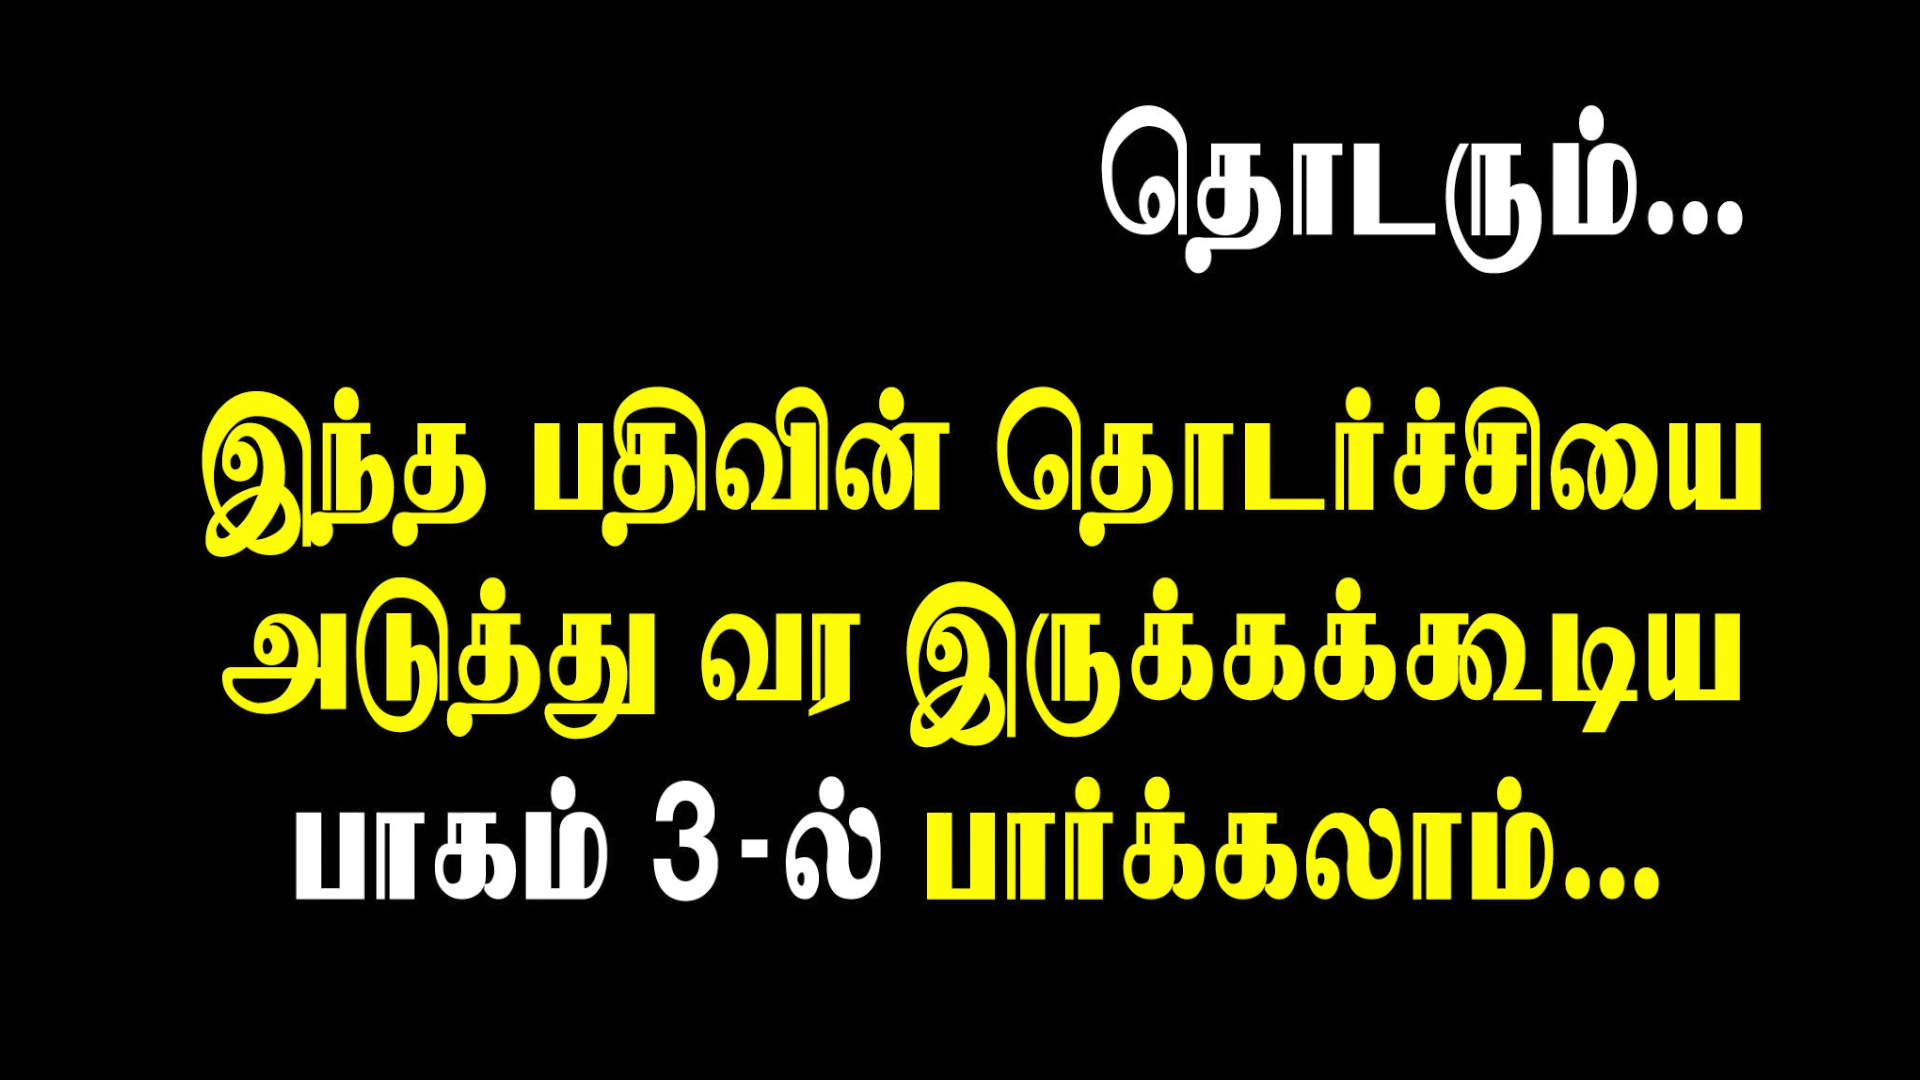 தொடரும்...
இந்த பதிவின் தொடர்ச்சியை
அடுத்து வர இருக்கக்கூடிய
பாகம் 3-ல் பார்க்கலாம்...